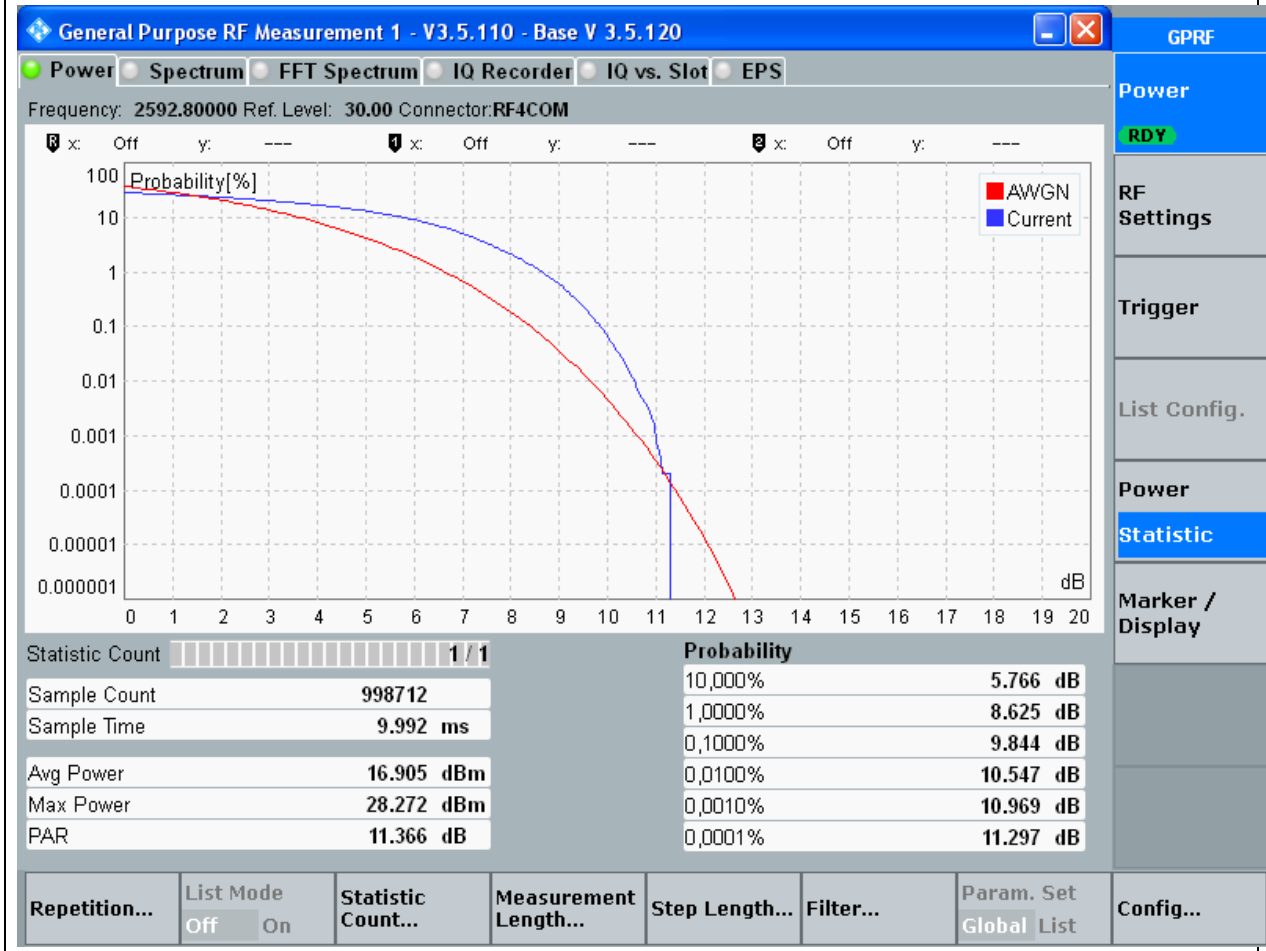 General Purpose RF Measurement 1 - V3.5.110 - Base V 3.5.120
GPRF
Power Spectrum FFT Spectrum IQ Recorder IQ vs. Slot EPS
Frequency: 2592.80000 Ref. Level: 30.00 Connector:RF4COM
R x: Off y: --- 1 x: Off y: --- 2 x: Off y: ---
Probability[%]
AWGN
Current
100
10
1
0.1
0.01
0.001
0.0001
0.00001
0.000001
dB
0 1 2 3 4 5 6 7 8 9 10 11 12 13 14 15 16 17 18 19 20
Statistic Count 1 / 1
Sample Count 998712
Sample Time 9.992 ms
Avg Power 16.905 dBm
Max Power 28.272 dBm
PAR 11.366 dB
Probability
10,000% 5.766 dB
1,0000% 8.625 dB
0,1000% 9.844 dB
0,0100% 10.547 dB
0,0010% 10.969 dB
0,0001% 11.297 dB
Power
RDY
RF
Settings
Trigger
List Config.
Power
Statistic
Marker /
Display
Repetition...
List Mode
Off On
Statistic
Count...
Measurement
Length...
Step Length...
Filter...
Param. Set
Global List
Config...